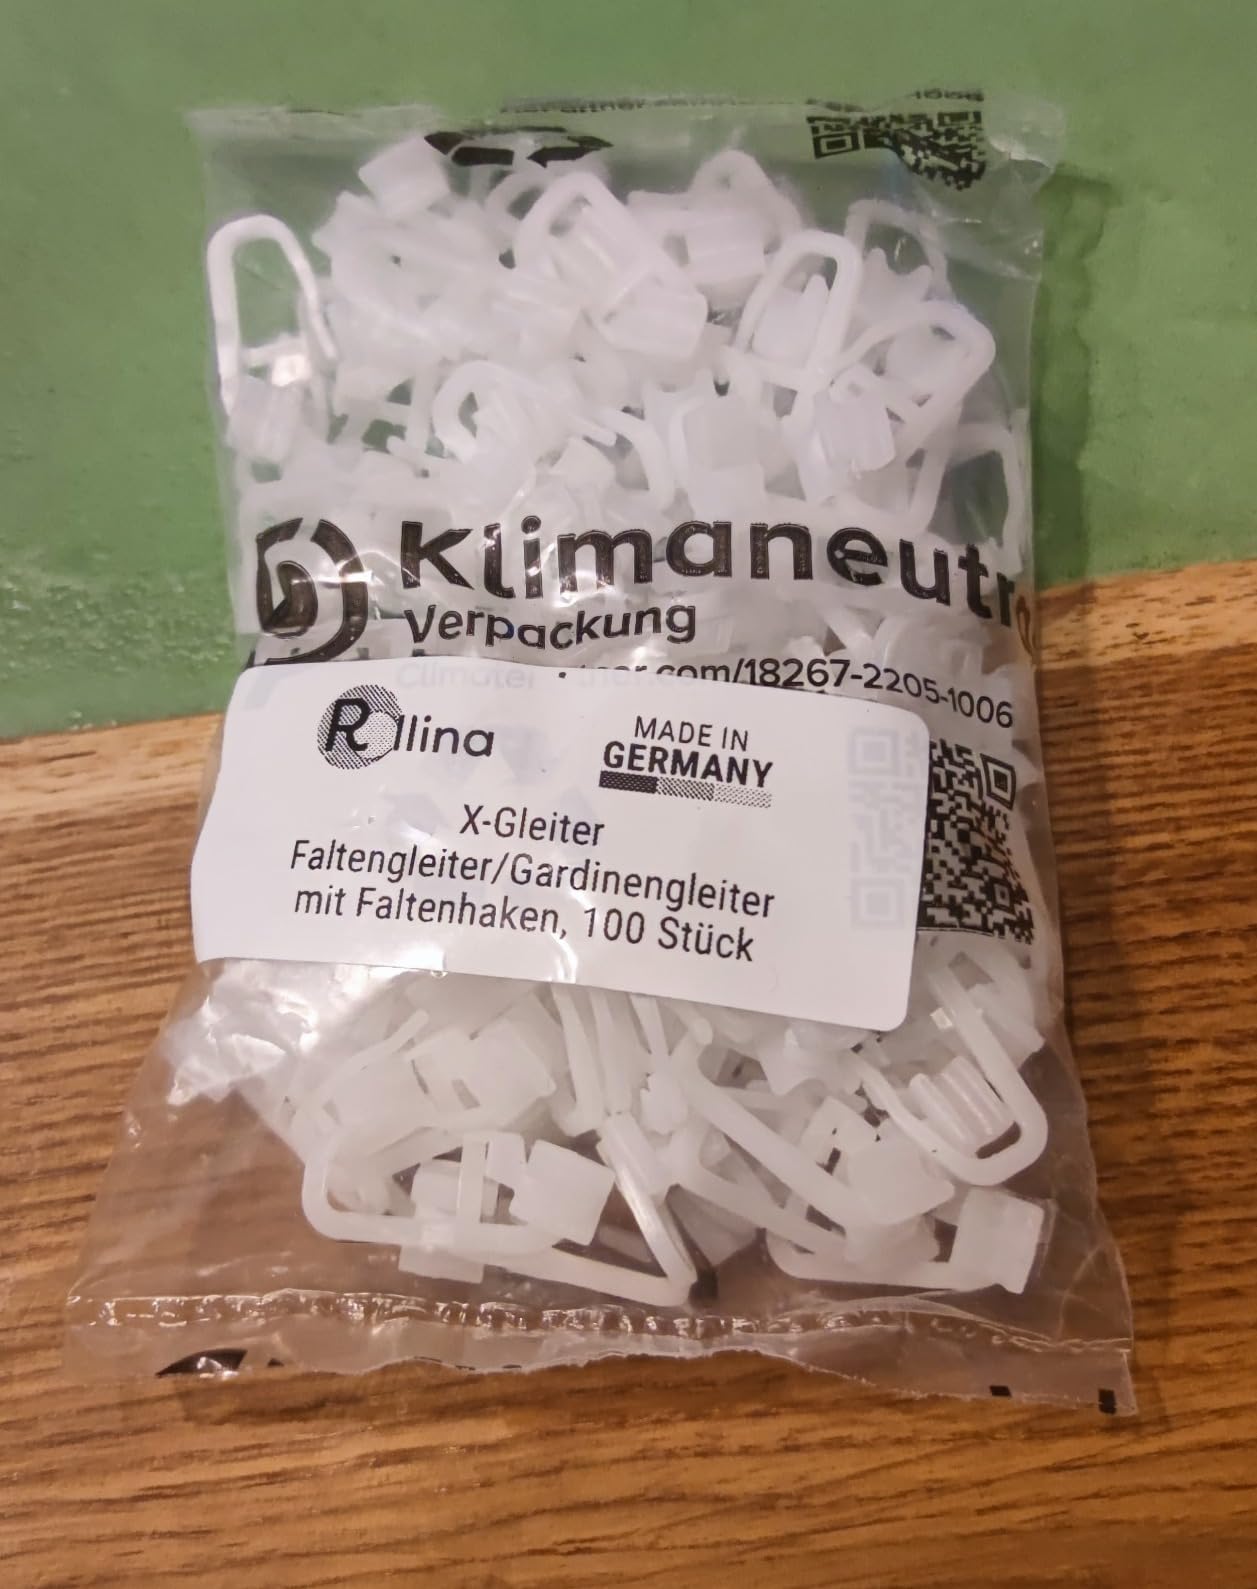 Klimaneutr
Verpackung
.com/18267-2205-1006
Rollina
MADE IN
GERMANY
X-Gleiter
Faltengleiter/Gardinengleiter
mit Faltenhaken, 100 Stück